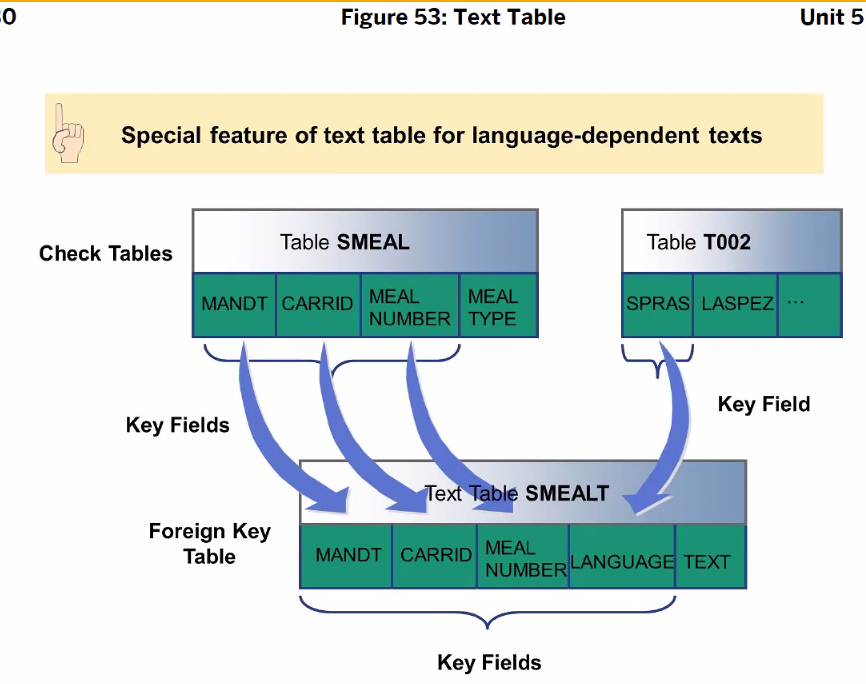 Figure 53: Text Table
Unit 5
Special feature of text table for language-dependent texts
Check Tables
Table SMEAL
Table T002
MANDT
CARRID
MEAL
NUMBER
MEAL
TYPE
SPRAS
LASPEZ
...
Key Fields
Key Field
Text Table SMEALT
Foreign Key
Table
MANDT
CARRID
MEAL
NUMBER
LANGUAGE
TEXT
Key Fields